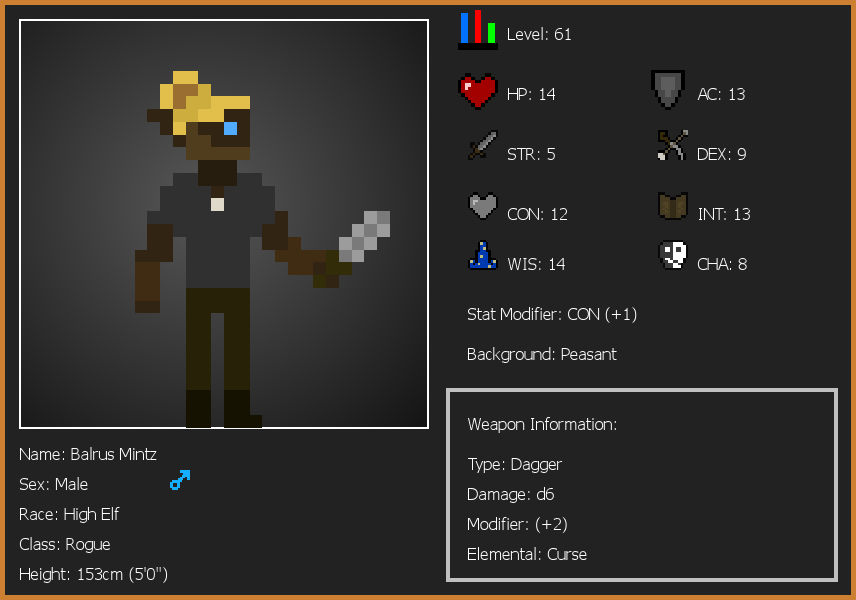 Level: 61
HP: 14
AC: 13
STR: 5
DEX: 9
CON: 12
INT: 13
WIS: 14
CHA: 8
Stat Modifier: CON (+1)
Background: Peasant
Weapon Information:
Type: Dagger
Damage: d6
Modifier: (+2)
Elemental: Curse
Name: Balrus Mintz
Sex: Male
Race: High Elf
Class: Rogue
Height: 153cm (5'0")